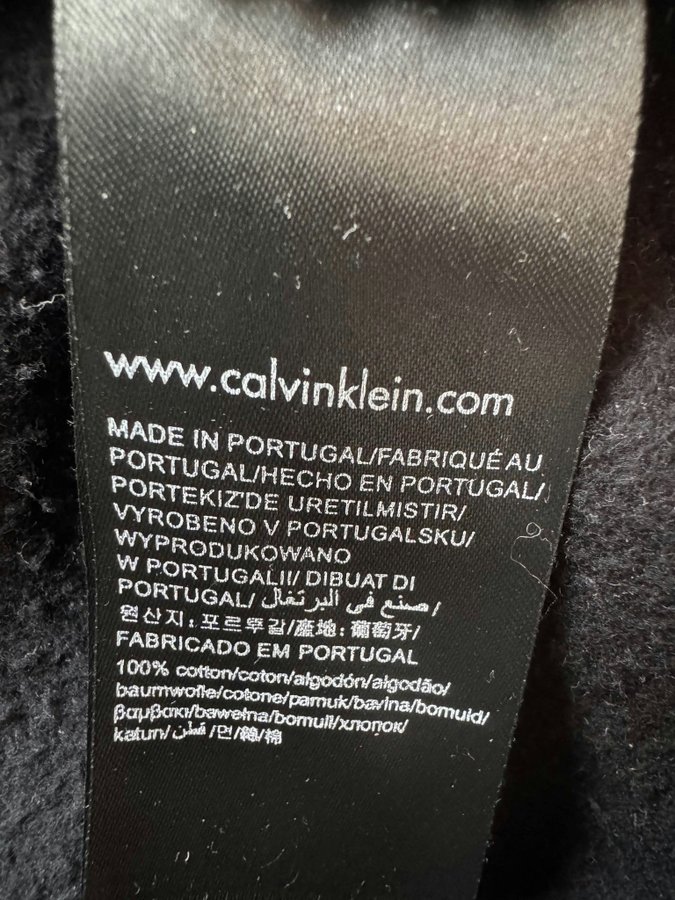 www.calvinklein.com
MADE IN PORTUGAL/FABRIQUÉ AU
PORTUGAL/HECHO EN PORTUGAL/
PORTEKIZ'DE URETILMISTIR/
VYROBENO V PORTUGALSKU/
WYPRODUKOWANO
W PORTUGALII/ DIBUAT DI
PORTUGAL/ صنع في البرتغال/
원산지: 포르투갈/產地: 葡萄牙/
FABRICADO EM PORTUGAL
100% cotton/coton/algodón/algodão/
baumwolle/cotone/pamuk/bavlna/bomuld/
βαμβακι/bawełna/bomull/хлопок/
katun/قطن/면/棉/棉